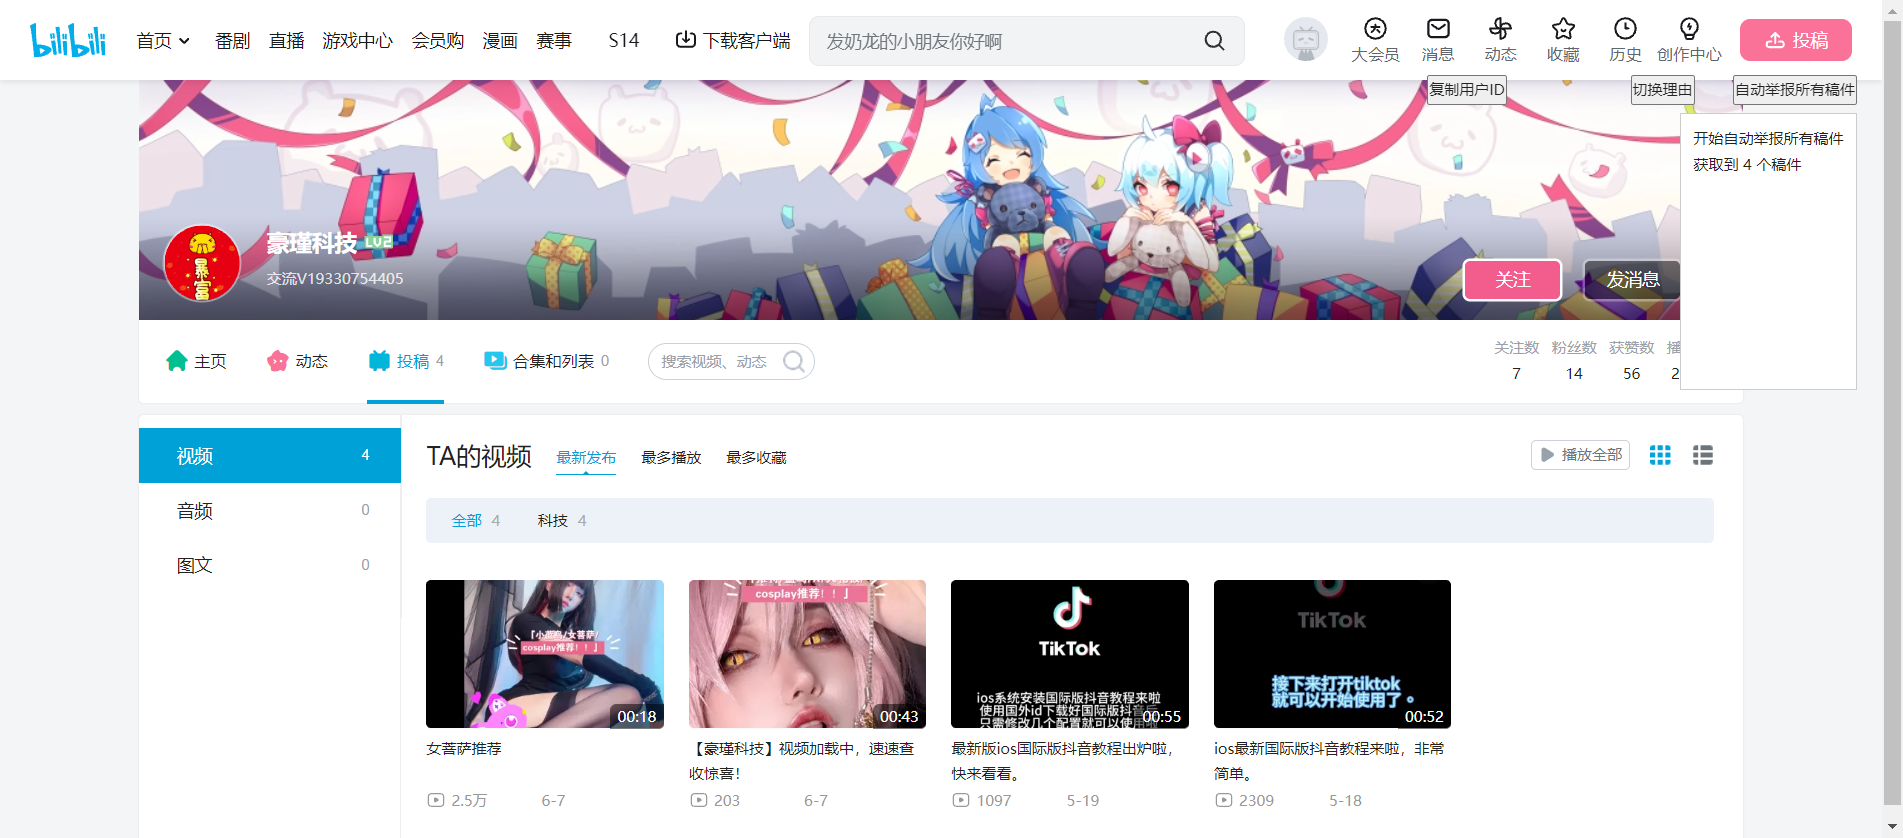 bilibili
首页 番剧 直播 游戏中心 会员购 漫画 赛事 S14 下载客户端
发奶龙的小朋友你好啊
大会员 消息 动态 收藏 历史 创作中心 投稿
复制用户ID 切换理由 自动举报所有稿件
开始自动举报所有稿件
获取到 4 个稿件
暴富
豪瑾科技 LV2
交流V19330754405
关注 发消息
主页 动态 投稿 4 合集和列表 0 搜索视频、动态
关注数 粉丝数 获赞数 播
7 14 56 2
视频 4
音频 0
图文 0
TA的视频 最新发布 最多播放 最多收藏 播放全部
全部 4 科技 4
cosplay推荐！！』
00:18
女菩萨推荐
2.5万 6-7
cosplay推荐！！』
00:43
【豪瑾科技】视频加载中，速速查
收惊喜！
203 6-7
TikTok
ios系统安装国际版抖音教程来啦
使用国外id下载好国际版抖音后
只需修改几个配置就可以使用啦
00:55
最新版ios国际版抖音教程出炉啦，
快来看看。
1097 5-19
TikTok
接下来打开tiktok
就可以开始使用了。
00:52
ios最新国际版抖音教程来啦，非常
简单。
2309 5-18